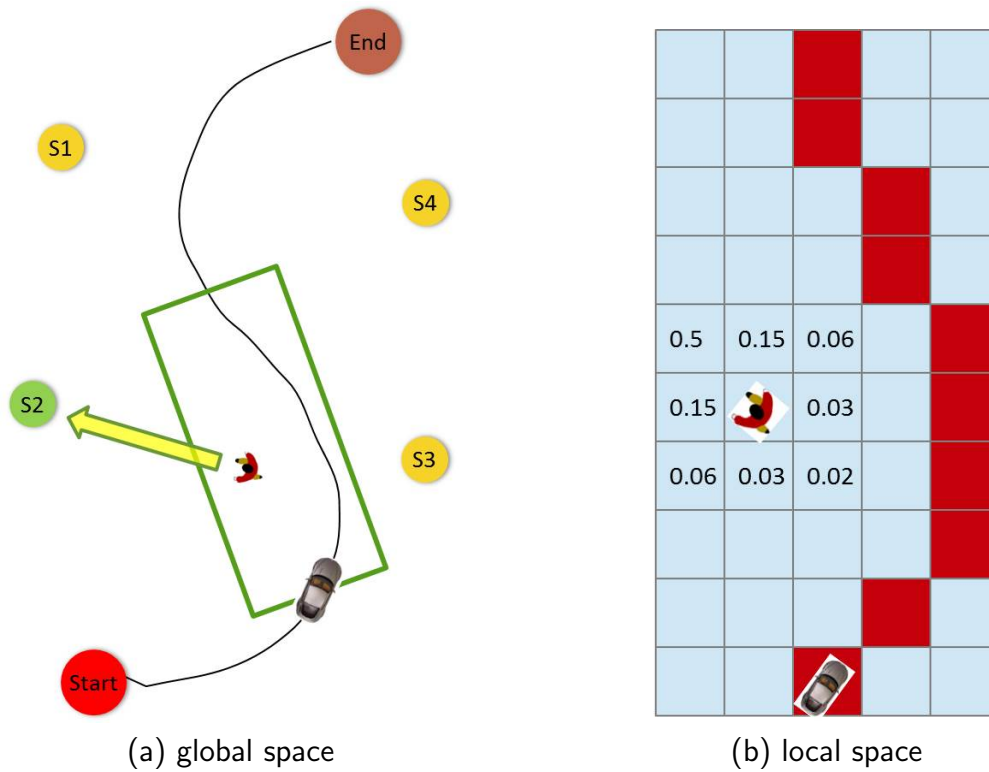 End
S1
S4
S2
S3
Start
(a) global space
0.5 0.15 0.06
0.15 0.03
0.06 0.03 0.02
(b) local space